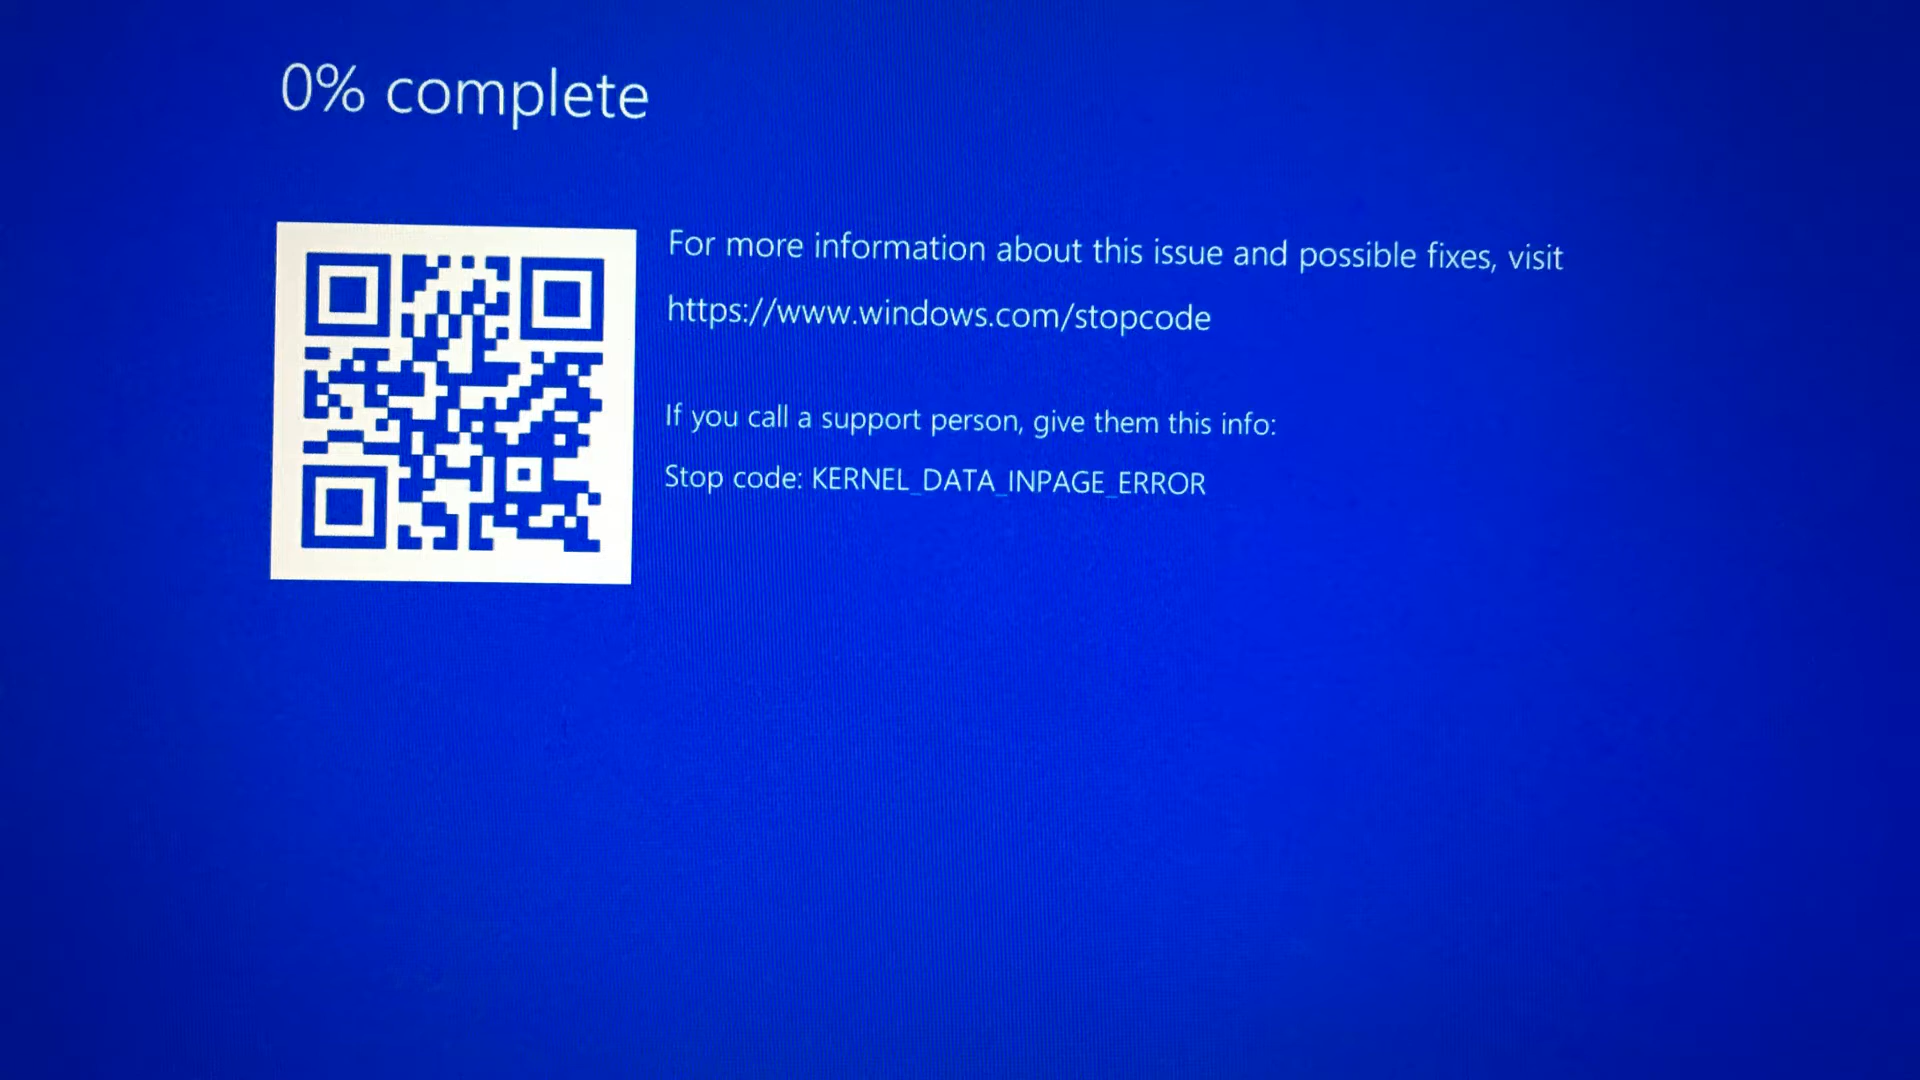 0% complete
For more information about this issue and possible fixes, visit
https://www.windows.com/stopcode
If you call a support person, give them this info:
Stop code: KERNEL_DATA_INPAGE_ERROR